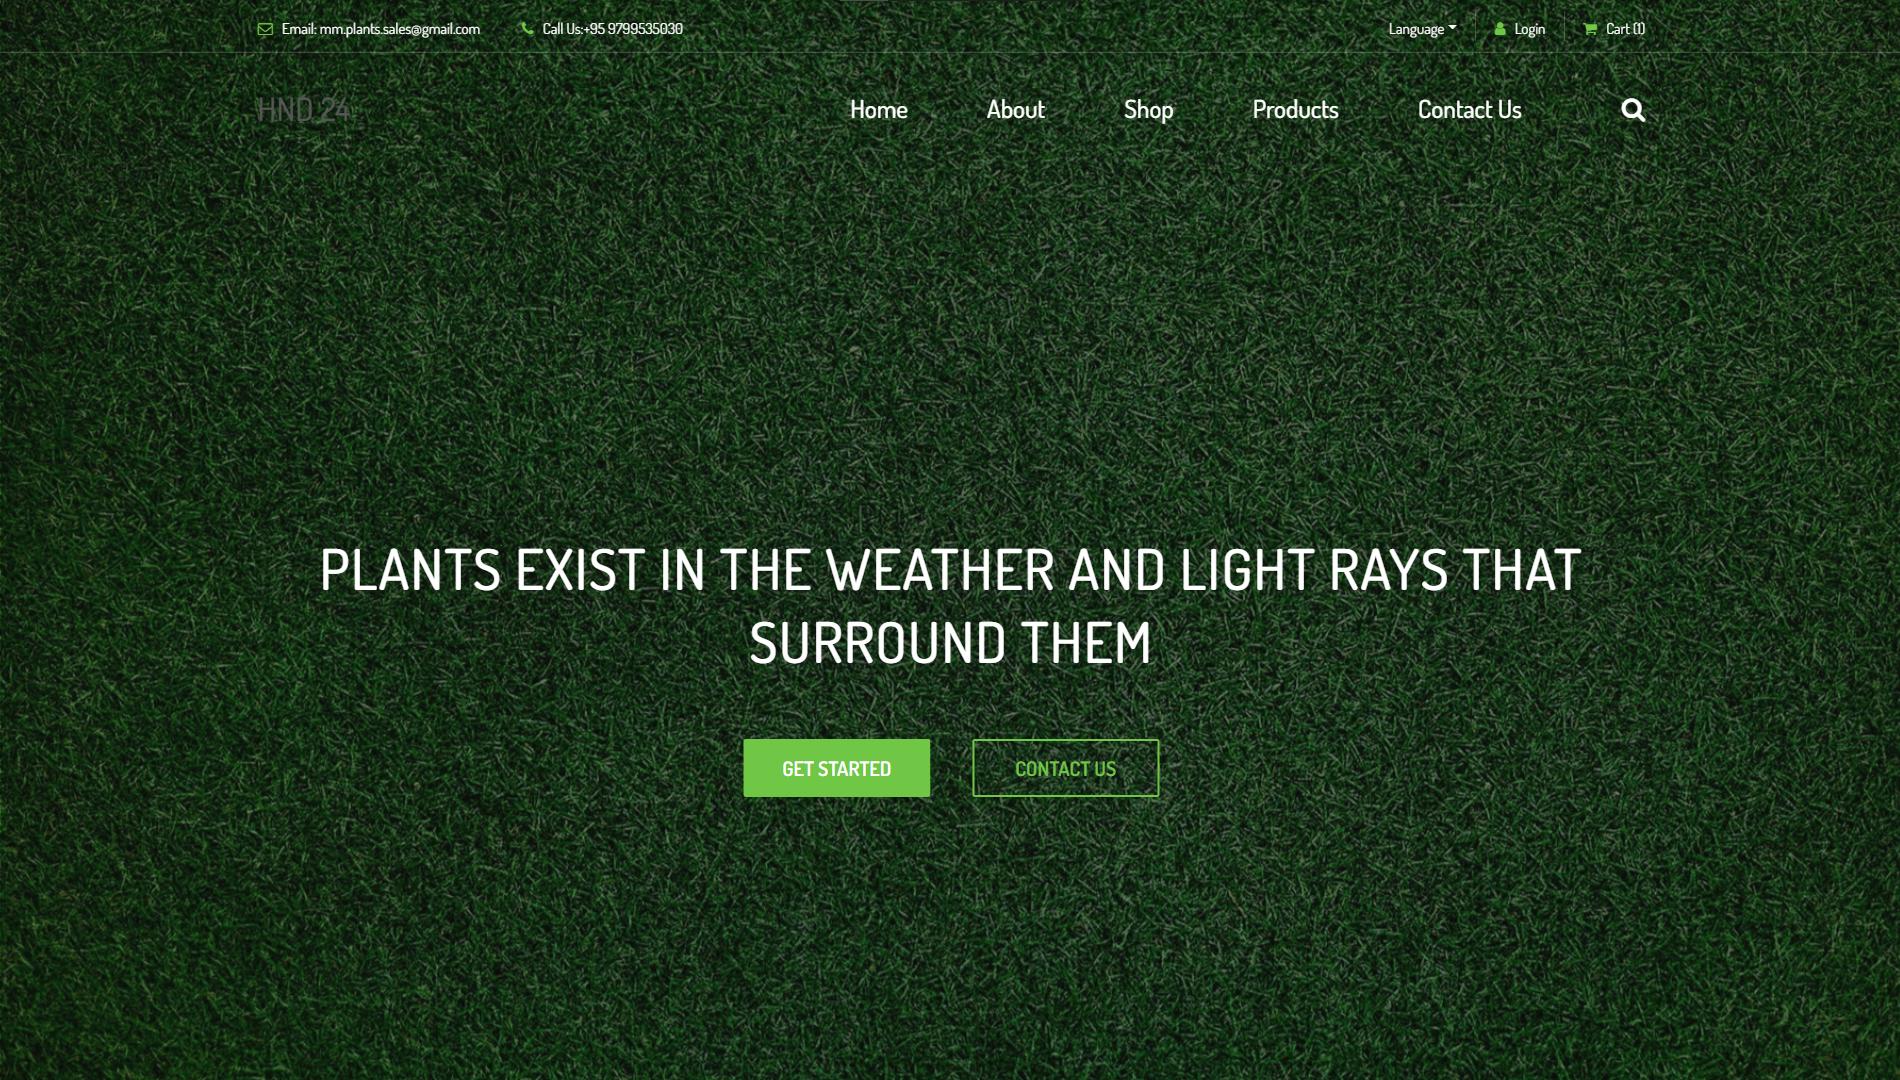 Email: mm.plants.sales@gmail.com Call Us:+95 9799535030 Language Login Cart (1)
HND 24 Home About Shop Products Contact Us
PLANTS EXIST IN THE WEATHER AND LIGHT RAYS THAT
SURROUND THEM
GET STARTED CONTACT US